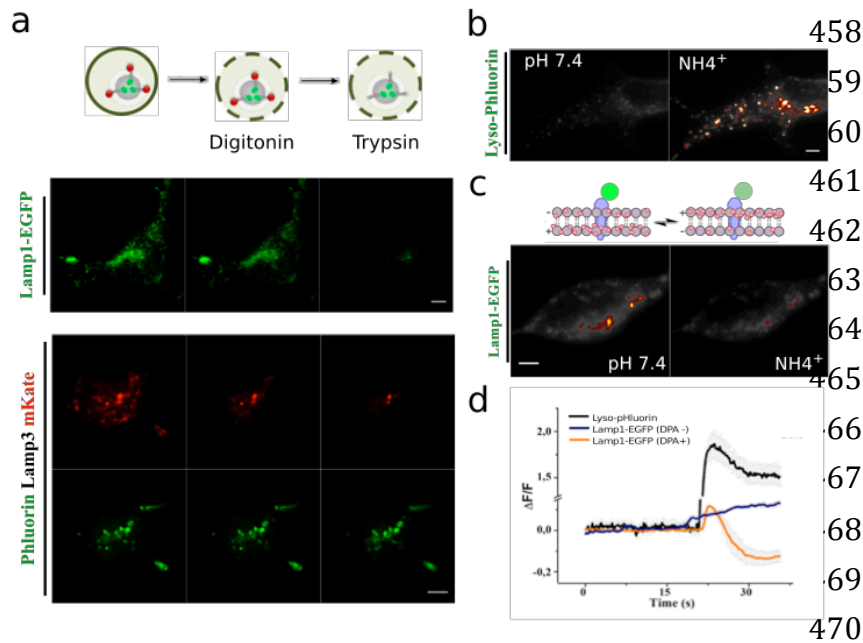 a
Digitonin
Trypsin
Lamp1-EGFP
Phluorin Lamp3 mKate
b
Lyso-Phluorin
pH 7.4
NH4+
c
- + + -
Lamp1-EGFP
pH 7.4
NH4+
d
Lyso-pHluorin
Lamp1-EGFP (DPA -)
Lamp1-EGFP (DPA+)
ΔF/F
2,0
1,5
0,0
-0,2
0
15
30
Time (s)
458
59
60
461
462
63
64
465
66
67
68
69
470